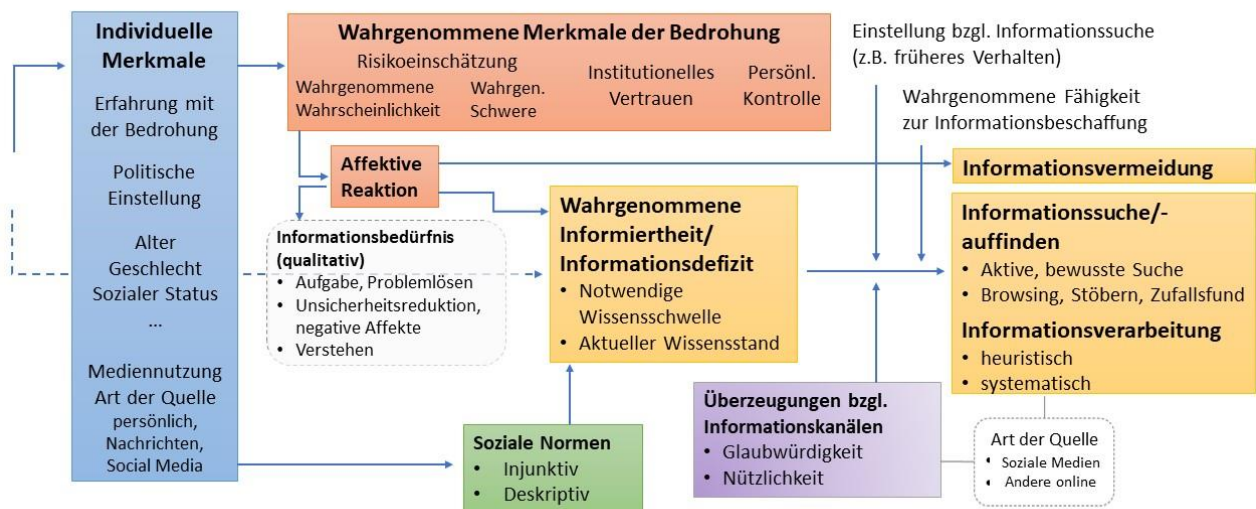 Individuelle
Merkmale
Erfahrung mit
der Bedrohung
Politische
Einstellung
Alter
Geschlecht
Sozialer Status
...
Mediennutzung
Art der Quelle
persönlich,
Nachrichten,
Social Media
Wahrgenommene Merkmale der Bedrohung
Risikoeinschätzung
Wahrgenommene
Wahrscheinlichkeit
Wahrgen.
Schwere
Institutionelles
Vertrauen
Persönl.
Kontrolle
Affektive
Reaktion
Informationsbedürfnis
(qualitativ)
• Aufgabe, Problemlösen
• Unsicherheitsreduktion,
negative Affekte
• Verstehen
Wahrgenommene
Informiertheit/
Informationsdefizit
• Notwendige
Wissensschwelle
• Aktueller Wissensstand
Soziale Normen
• Injunktiv
• Deskriptiv
Einstellung bzgl. Informationssuche
(z.B. früheres Verhalten)
Wahrgenommene Fähigkeit
zur Informationsbeschaffung
Informationsvermeidung
Informationssuche/-
auffinden
• Aktive, bewusste Suche
• Browsing, Stöbern, Zufallsfund
Informationsverarbeitung
• heuristisch
• systematisch
Überzeugungen bzgl.
Informationskanälen
• Glaubwürdigkeit
• Nützlichkeit
Art der Quelle
• Soziale Medien
• Andere online